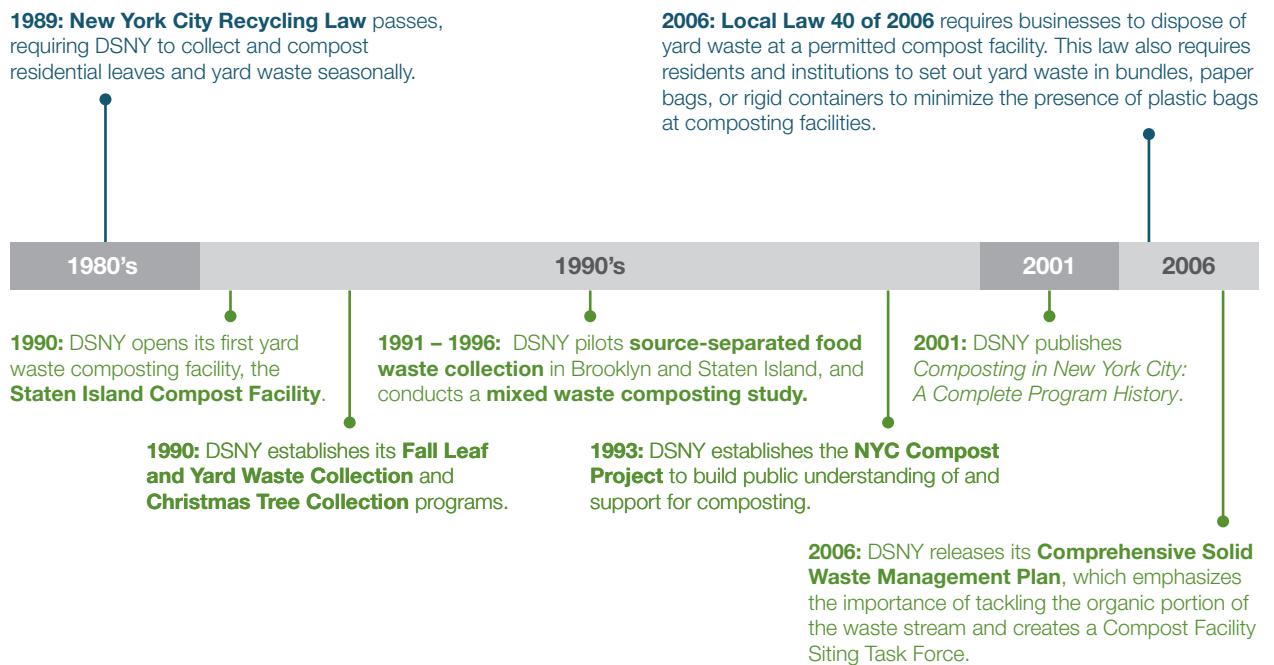 1989: New York City Recycling Law passes,
requiring DSNY to collect and compost
residential leaves and yard waste seasonally.
2006: Local Law 40 of 2006 requires businesses to dispose of
yard waste at a permitted compost facility. This law also requires
residents and institutions to set out yard waste in bundles, paper
bags, or rigid containers to minimize the presence of plastic bags
at composting facilities.
1980's
1990's
2001
2006
1990: DSNY opens its first yard
waste composting facility, the
Staten Island Compost Facility.
1991 – 1996: DSNY pilots source-separated food
waste collection in Brooklyn and Staten Island, and
conducts a mixed waste composting study.
2001: DSNY publishes
Composting in New York City:
A Complete Program History.
1990: DSNY establishes its Fall Leaf
and Yard Waste Collection and
Christmas Tree Collection programs.
1993: DSNY establishes the NYC Compost
Project to build public understanding of and
support for composting.
2006: DSNY releases its Comprehensive Solid
Waste Management Plan, which emphasizes
the importance of tackling the organic portion of
the waste stream and creates a Compost Facility
Siting Task Force.